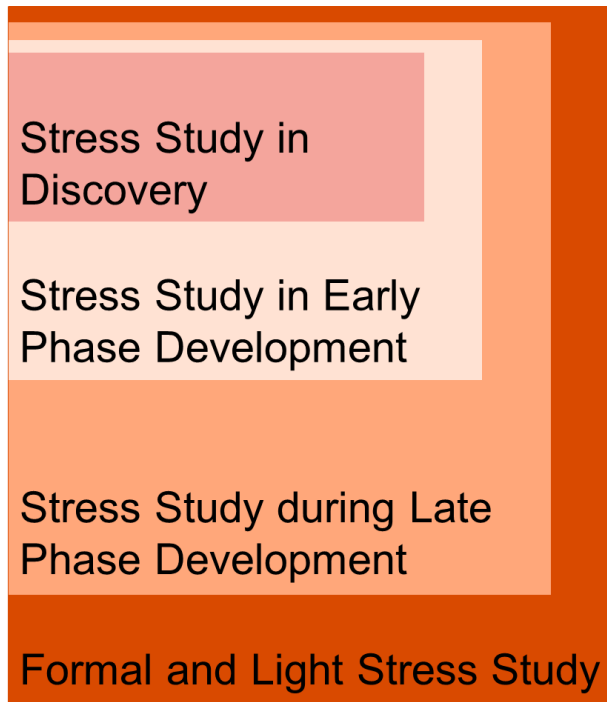 Stress Study in
Discovery
Stress Study in Early
Phase Development
Stress Study during Late
Phase Development
Formal and Light Stress Study